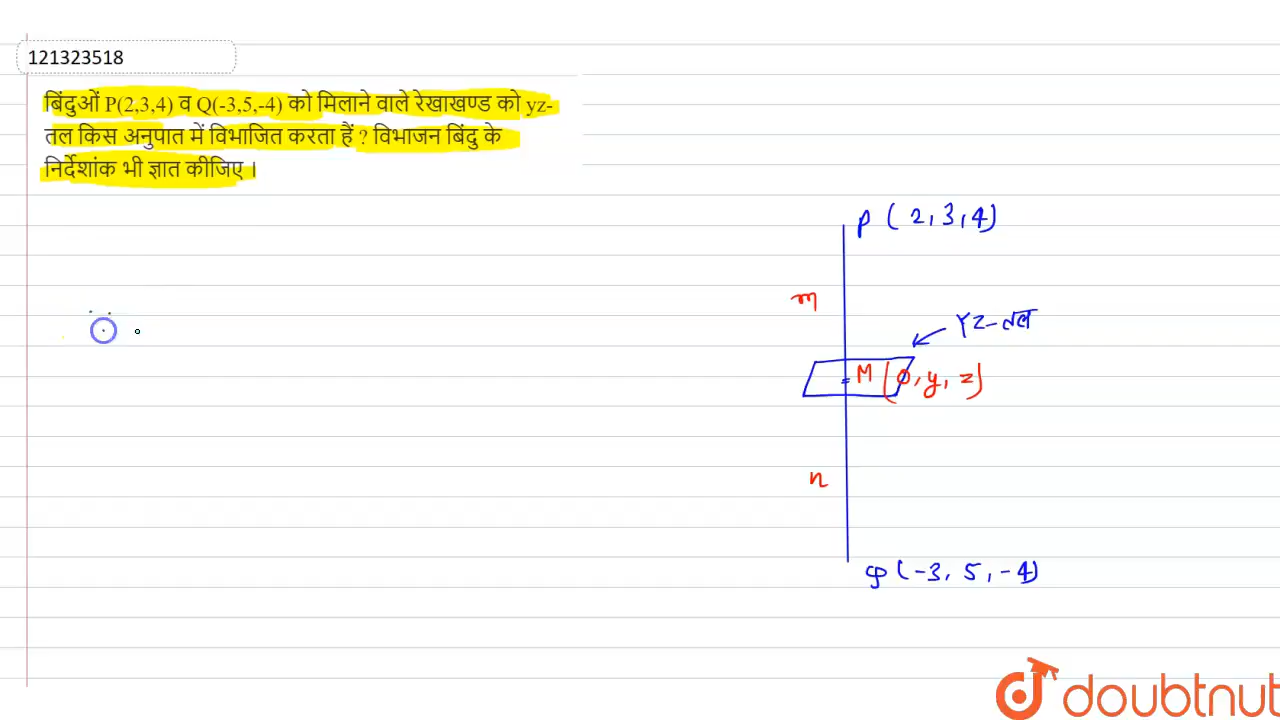 121323518
बिंदुओं P(2,3,4) व Q(-3,5,-4) को मिलाने वाले रेखाखण्ड को yz-
तल किस अनुपात में विभाजित करता हैं ? विभाजन बिंदु के
निर्देशांक भी ज्ञात कीजिए ।
P ( 2, 3, 4)
m
YZ-तल
M (0, y, z)
n
Q (-3, 5, -4)
doubtnut